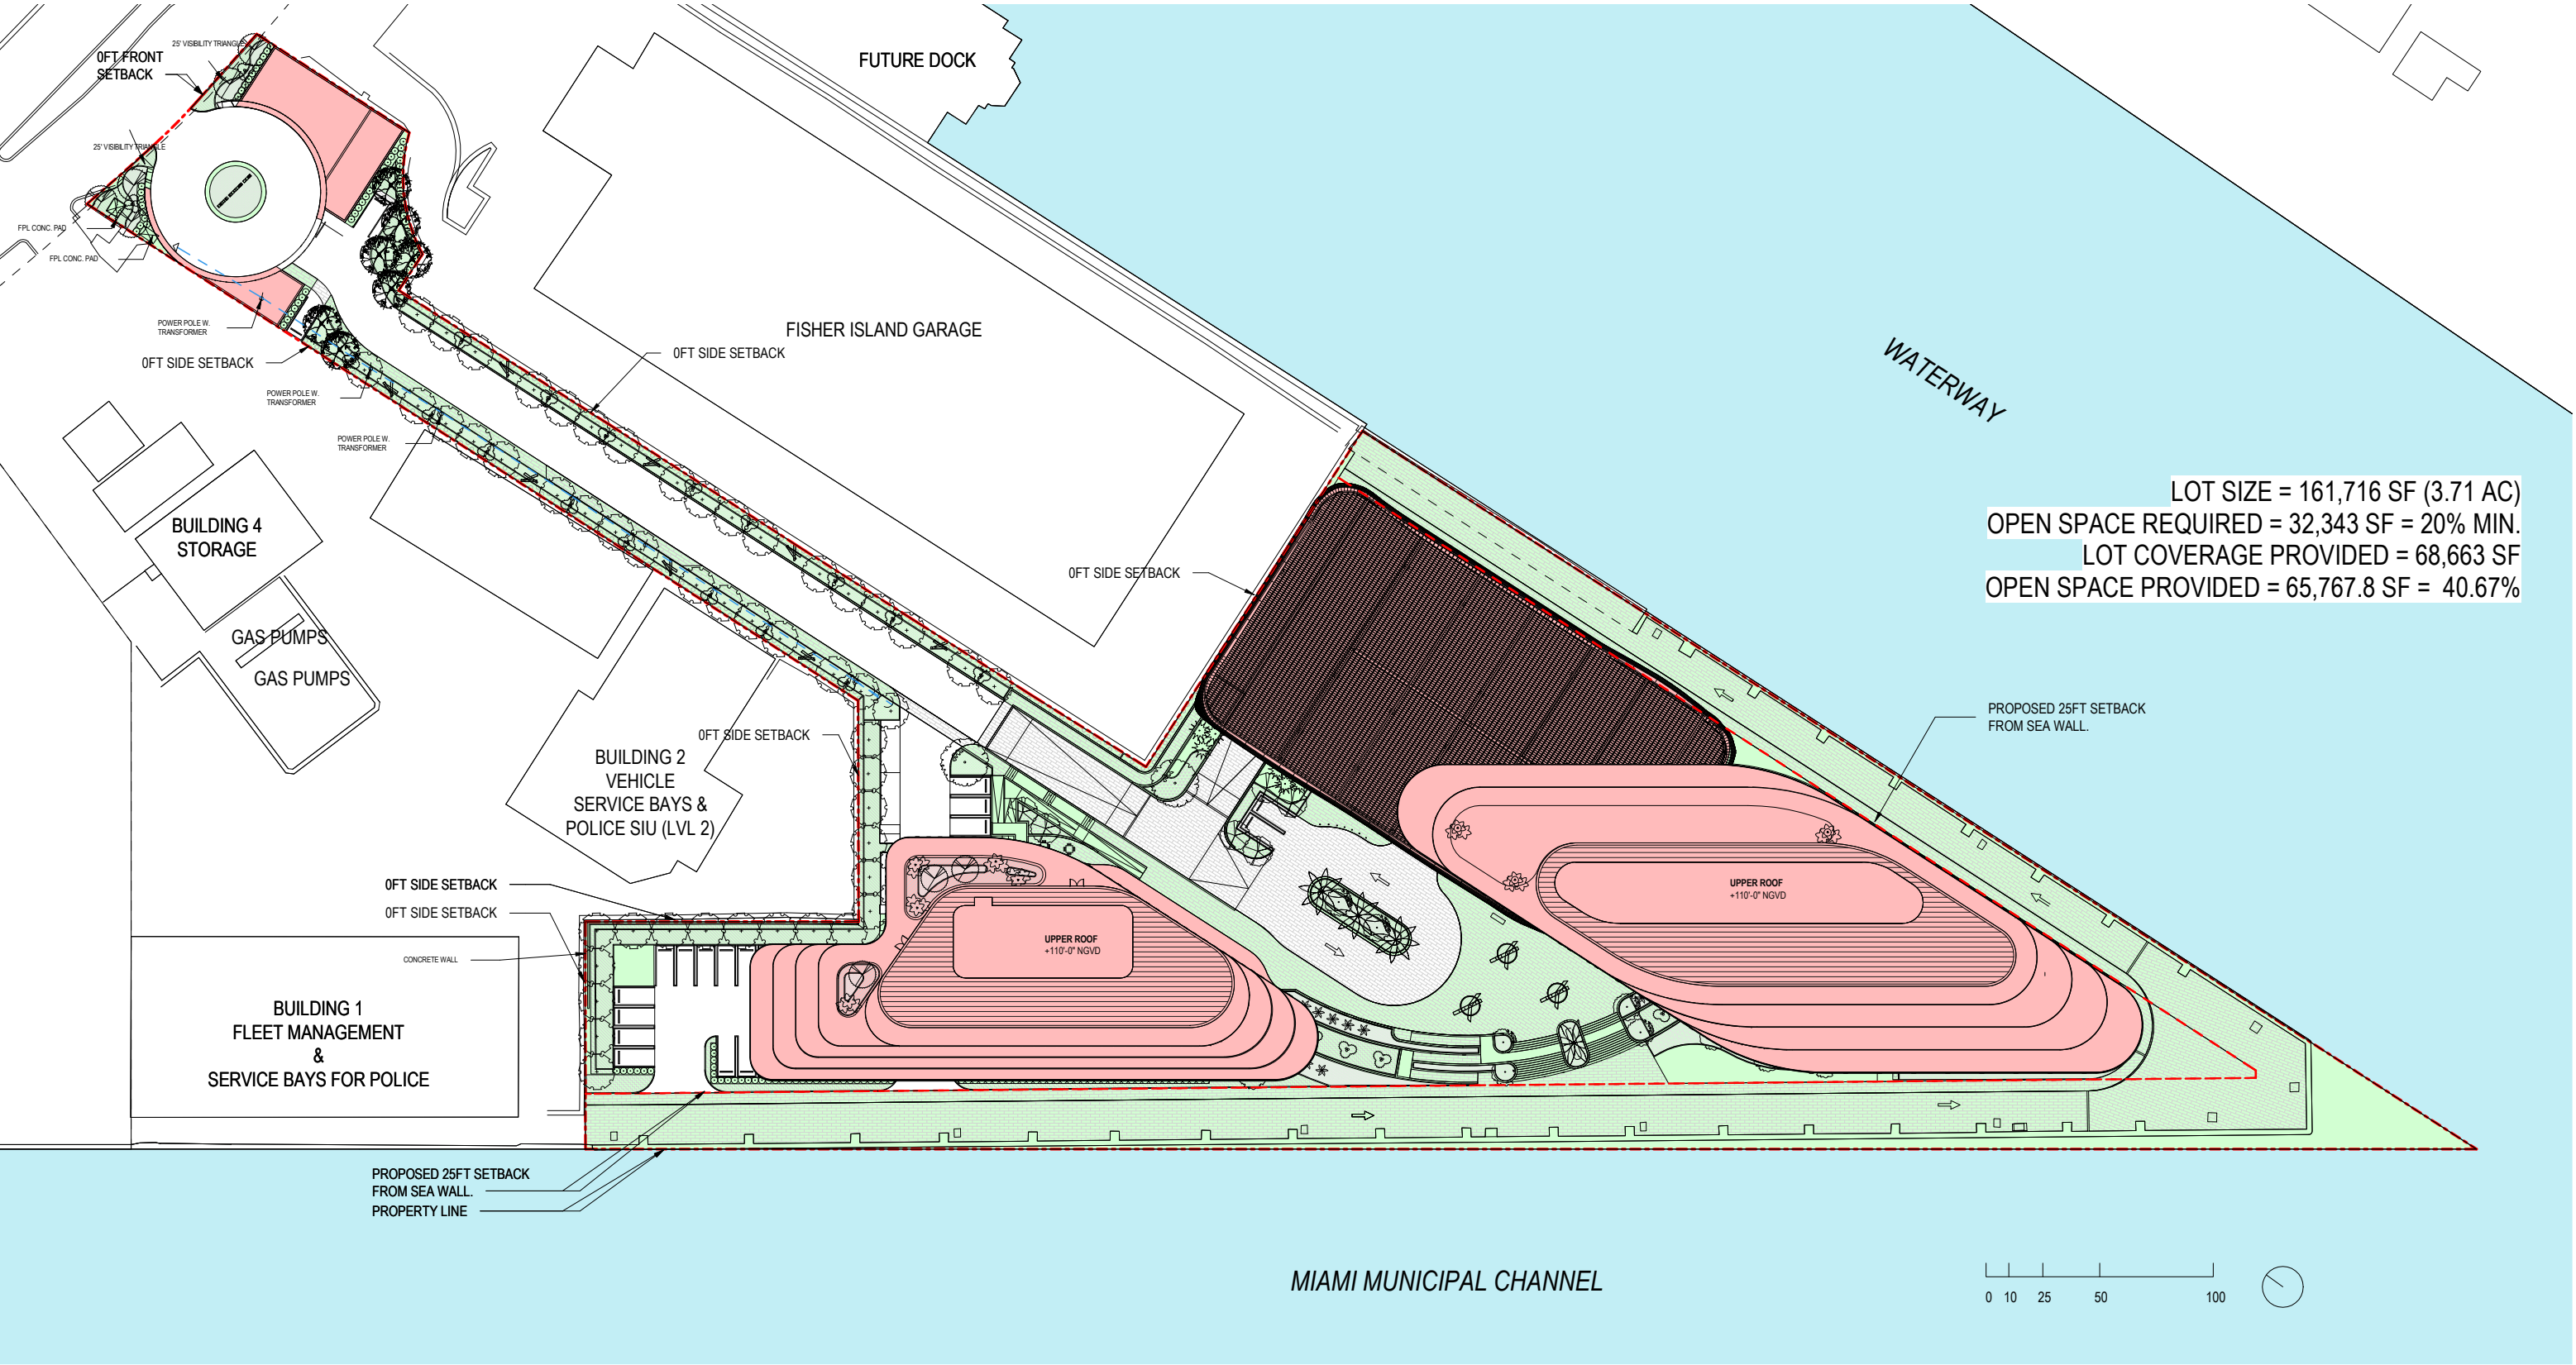 25' VISIBILITY TRIANGLE
0FT FRONT
SETBACK
FUTURE DOCK
25' VISIBILITY TRIANGLE
FPL CONC. PAD
FPL CONC. PAD
POWER POLE W.
TRANSFORMER
0FT SIDE SETBACK
POWER POLE W.
TRANSFORMER
POWER POLE W.
TRANSFORMER
FISHER ISLAND GARAGE
0FT SIDE SETBACK
WATERWAY
LOT SIZE = 161,716 SF (3.71 AC)
OPEN SPACE REQUIRED = 32,343 SF = 20% MIN.
LOT COVERAGE PROVIDED = 68,663 SF
OPEN SPACE PROVIDED = 65,767.8 SF = 40.67%
BUILDING 4
STORAGE
GAS PUMPS
GAS PUMPS
0FT SIDE SETBACK
PROPOSED 25FT SETBACK
FROM SEA WALL.
0FT SIDE SETBACK
BUILDING 2
VEHICLE
SERVICE BAYS &
POLICE SIU (LVL 2)
0FT SIDE SETBACK
0FT SIDE SETBACK
CONCRETE WALL
UPPER ROOF
+110'-0" NGVD
UPPER ROOF
+110'-0" NGVD
BUILDING 1
FLEET MANAGEMENT
&
SERVICE BAYS FOR POLICE
PROPOSED 25FT SETBACK
FROM SEA WALL.
PROPERTY LINE
MIAMI MUNICIPAL CHANNEL
0 10 25 50 100